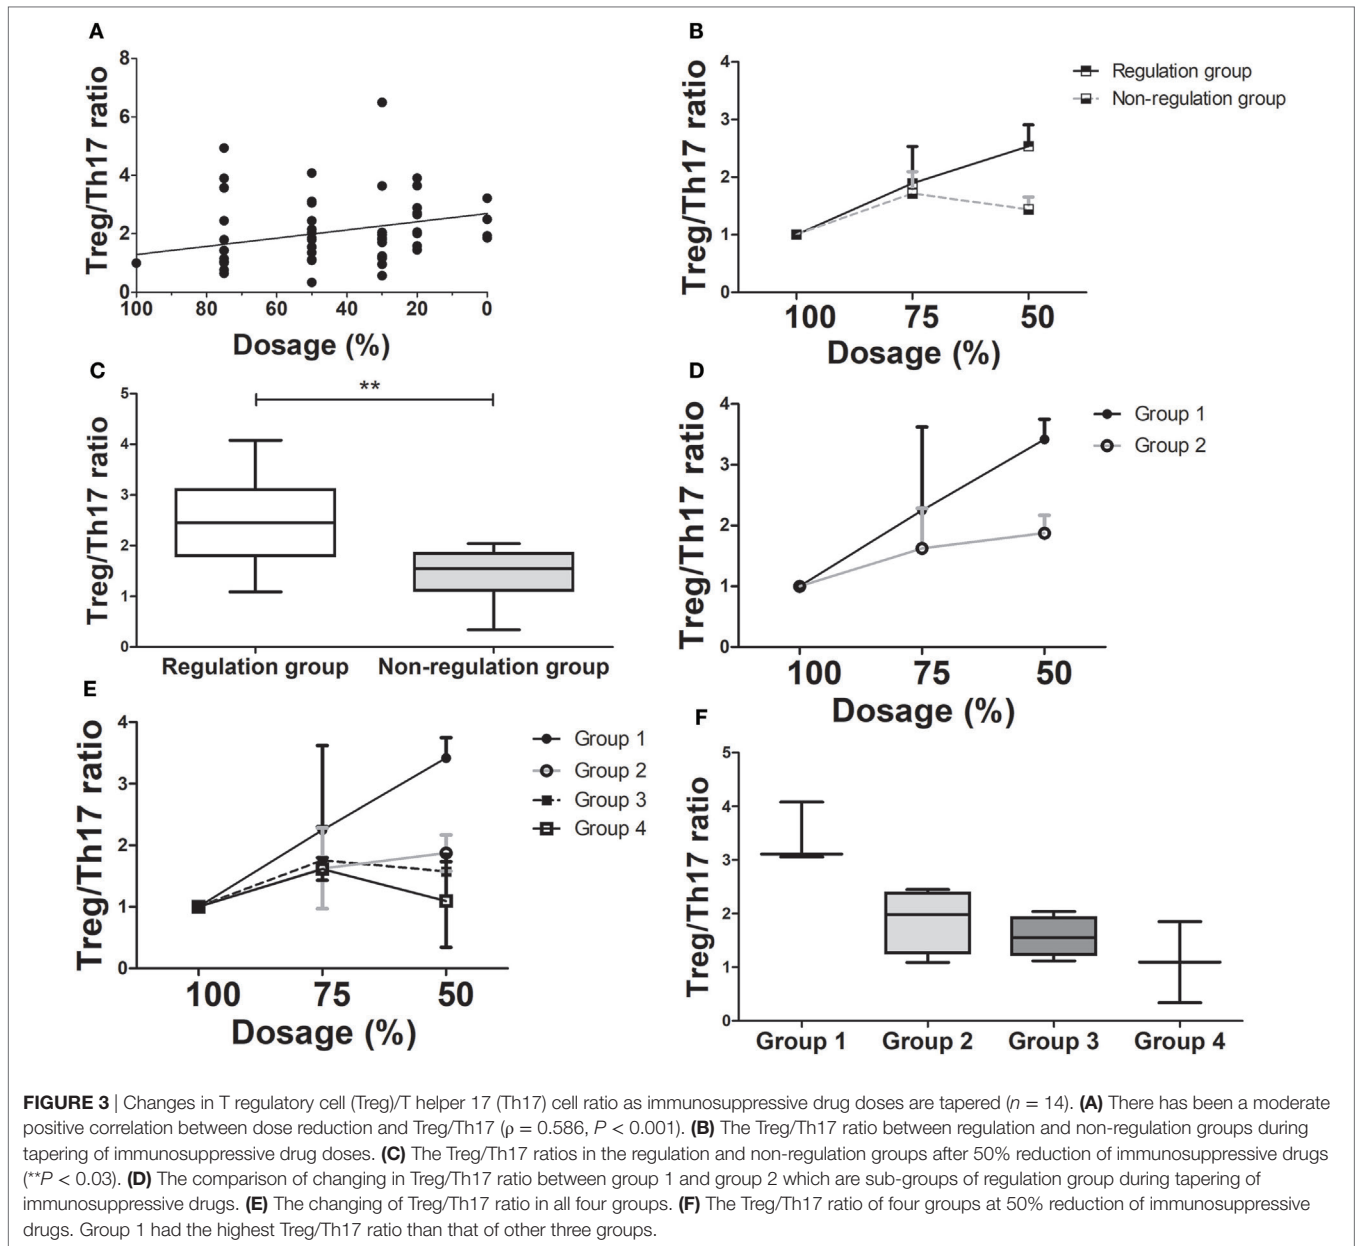 A
Treg/Th17 ratio
8
6
4
2
0
100 80 60 40 20 0
Dosage (%)
B
Treg/Th17 ratio
4
3
2
1
0
100 75 50
Dosage (%)
Regulation group
Non-regulation group
C
Treg/Th17 ratio
5
4
3
2
1
0
**
Regulation group Non-regulation group
D
Treg/Th17 ratio
4
3
2
1
0
100 75 50
Dosage (%)
Group 1
Group 2
E
Treg/Th17 ratio
4
3
2
1
0
100 75 50
Dosage (%)
Group 1
Group 2
Group 3
Group 4
F
Treg/Th17 ratio
5
4
3
2
1
0
Group 1 Group 2 Group 3 Group 4
FIGURE 3 | Changes in T regulatory cell (Treg)/T helper 17 (Th17) cell ratio as immunosuppressive drug doses are tapered (n = 14). (A) There has been a moderate
positive correlation between dose reduction and Treg/Th17 (ρ = 0.586, P < 0.001). (B) The Treg/Th17 ratio between regulation and non-regulation groups during
tapering of immunosuppressive drug doses. (C) The Treg/Th17 ratios in the regulation and non-regulation groups after 50% reduction of immunosuppressive drugs
(**P < 0.03). (D) The comparison of changing in Treg/Th17 ratio between group 1 and group 2 which are sub-groups of regulation group during tapering of
immunosuppressive drugs. (E) The changing of Treg/Th17 ratio in all four groups. (F) The Treg/Th17 ratio of four groups at 50% reduction of immunosuppressive
drugs. Group 1 had the highest Treg/Th17 ratio than that of other three groups.